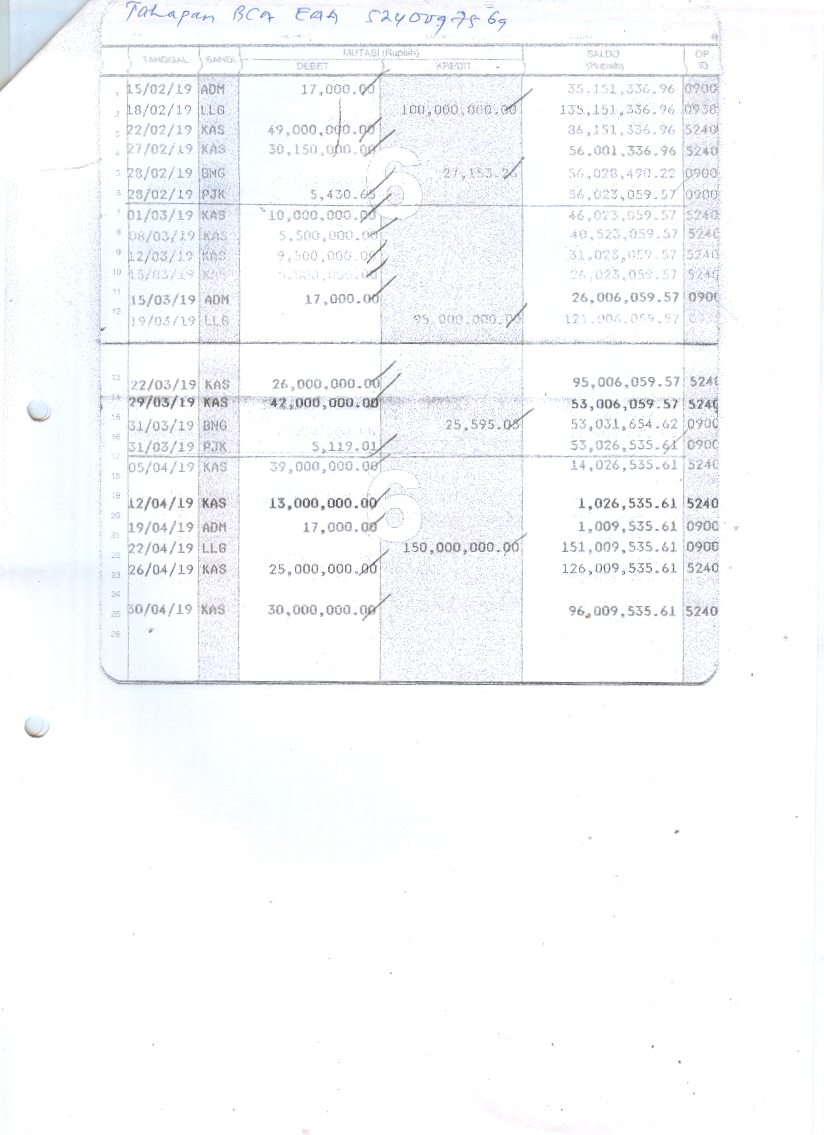 Tahapan BCA EAA 5240097569
TANGGAL SANDI MUTASI (Rupiah) SALDO OP
DEBET KREDIT (Rupiah) ID
1 15/02/19 ADM 17,000.00 35,151,336.96 0900
2 18/02/19 LLG 100,000,000.00 135,151,336.96 0938
3 22/02/19 KAS 49,000,000.00 86,151,336.96 5240
4 27/02/19 KAS 30,150,000.00 56,001,336.96 5240
5 28/02/19 BNG 27,153.26 56,028,490.22 0900
6 28/02/19 PJK 5,430.65 56,023,059.57 0900
7 01/03/19 KAS 10,000,000.00 46,023,059.57 5240
8 08/03/19 KAS 5,500,000.00 40,523,059.57 5240
9 12/03/19 KAS 9,500,000.00 31,023,059.57 5240
10 15/03/19 KAS 5,000,000.00 26,023,059.57 5240
11 15/03/19 ADM 17,000.00 26,006,059.57 0900
12 19/03/19 LLG 95,000,000.00 121,006,059.57
13 22/03/19 KAS 26,000,000.00 95,006,059.57 5240
14 29/03/19 KAS 42,000,000.00 53,006,059.57 5240
15 31/03/19 BNG 25,595.05 53,031,654.62 0900
16 31/03/19 PJK 5,119.01 53,026,535.61 0900
17
18 05/04/19 KAS 39,000,000.00 14,026,535.61 5240
19
20 12/04/19 KAS 13,000,000.00 1,026,535.61 5240
21 19/04/19 ADM 17,000.00 1,009,535.61 0900
22 22/04/19 LLG 150,000,000.00 151,009,535.61 0900
23 26/04/19 KAS 25,000,000.00 126,009,535.61 5240
24
25 30/04/19 KAS 30,000,000.00 96,009,535.61 5240
26
6
6